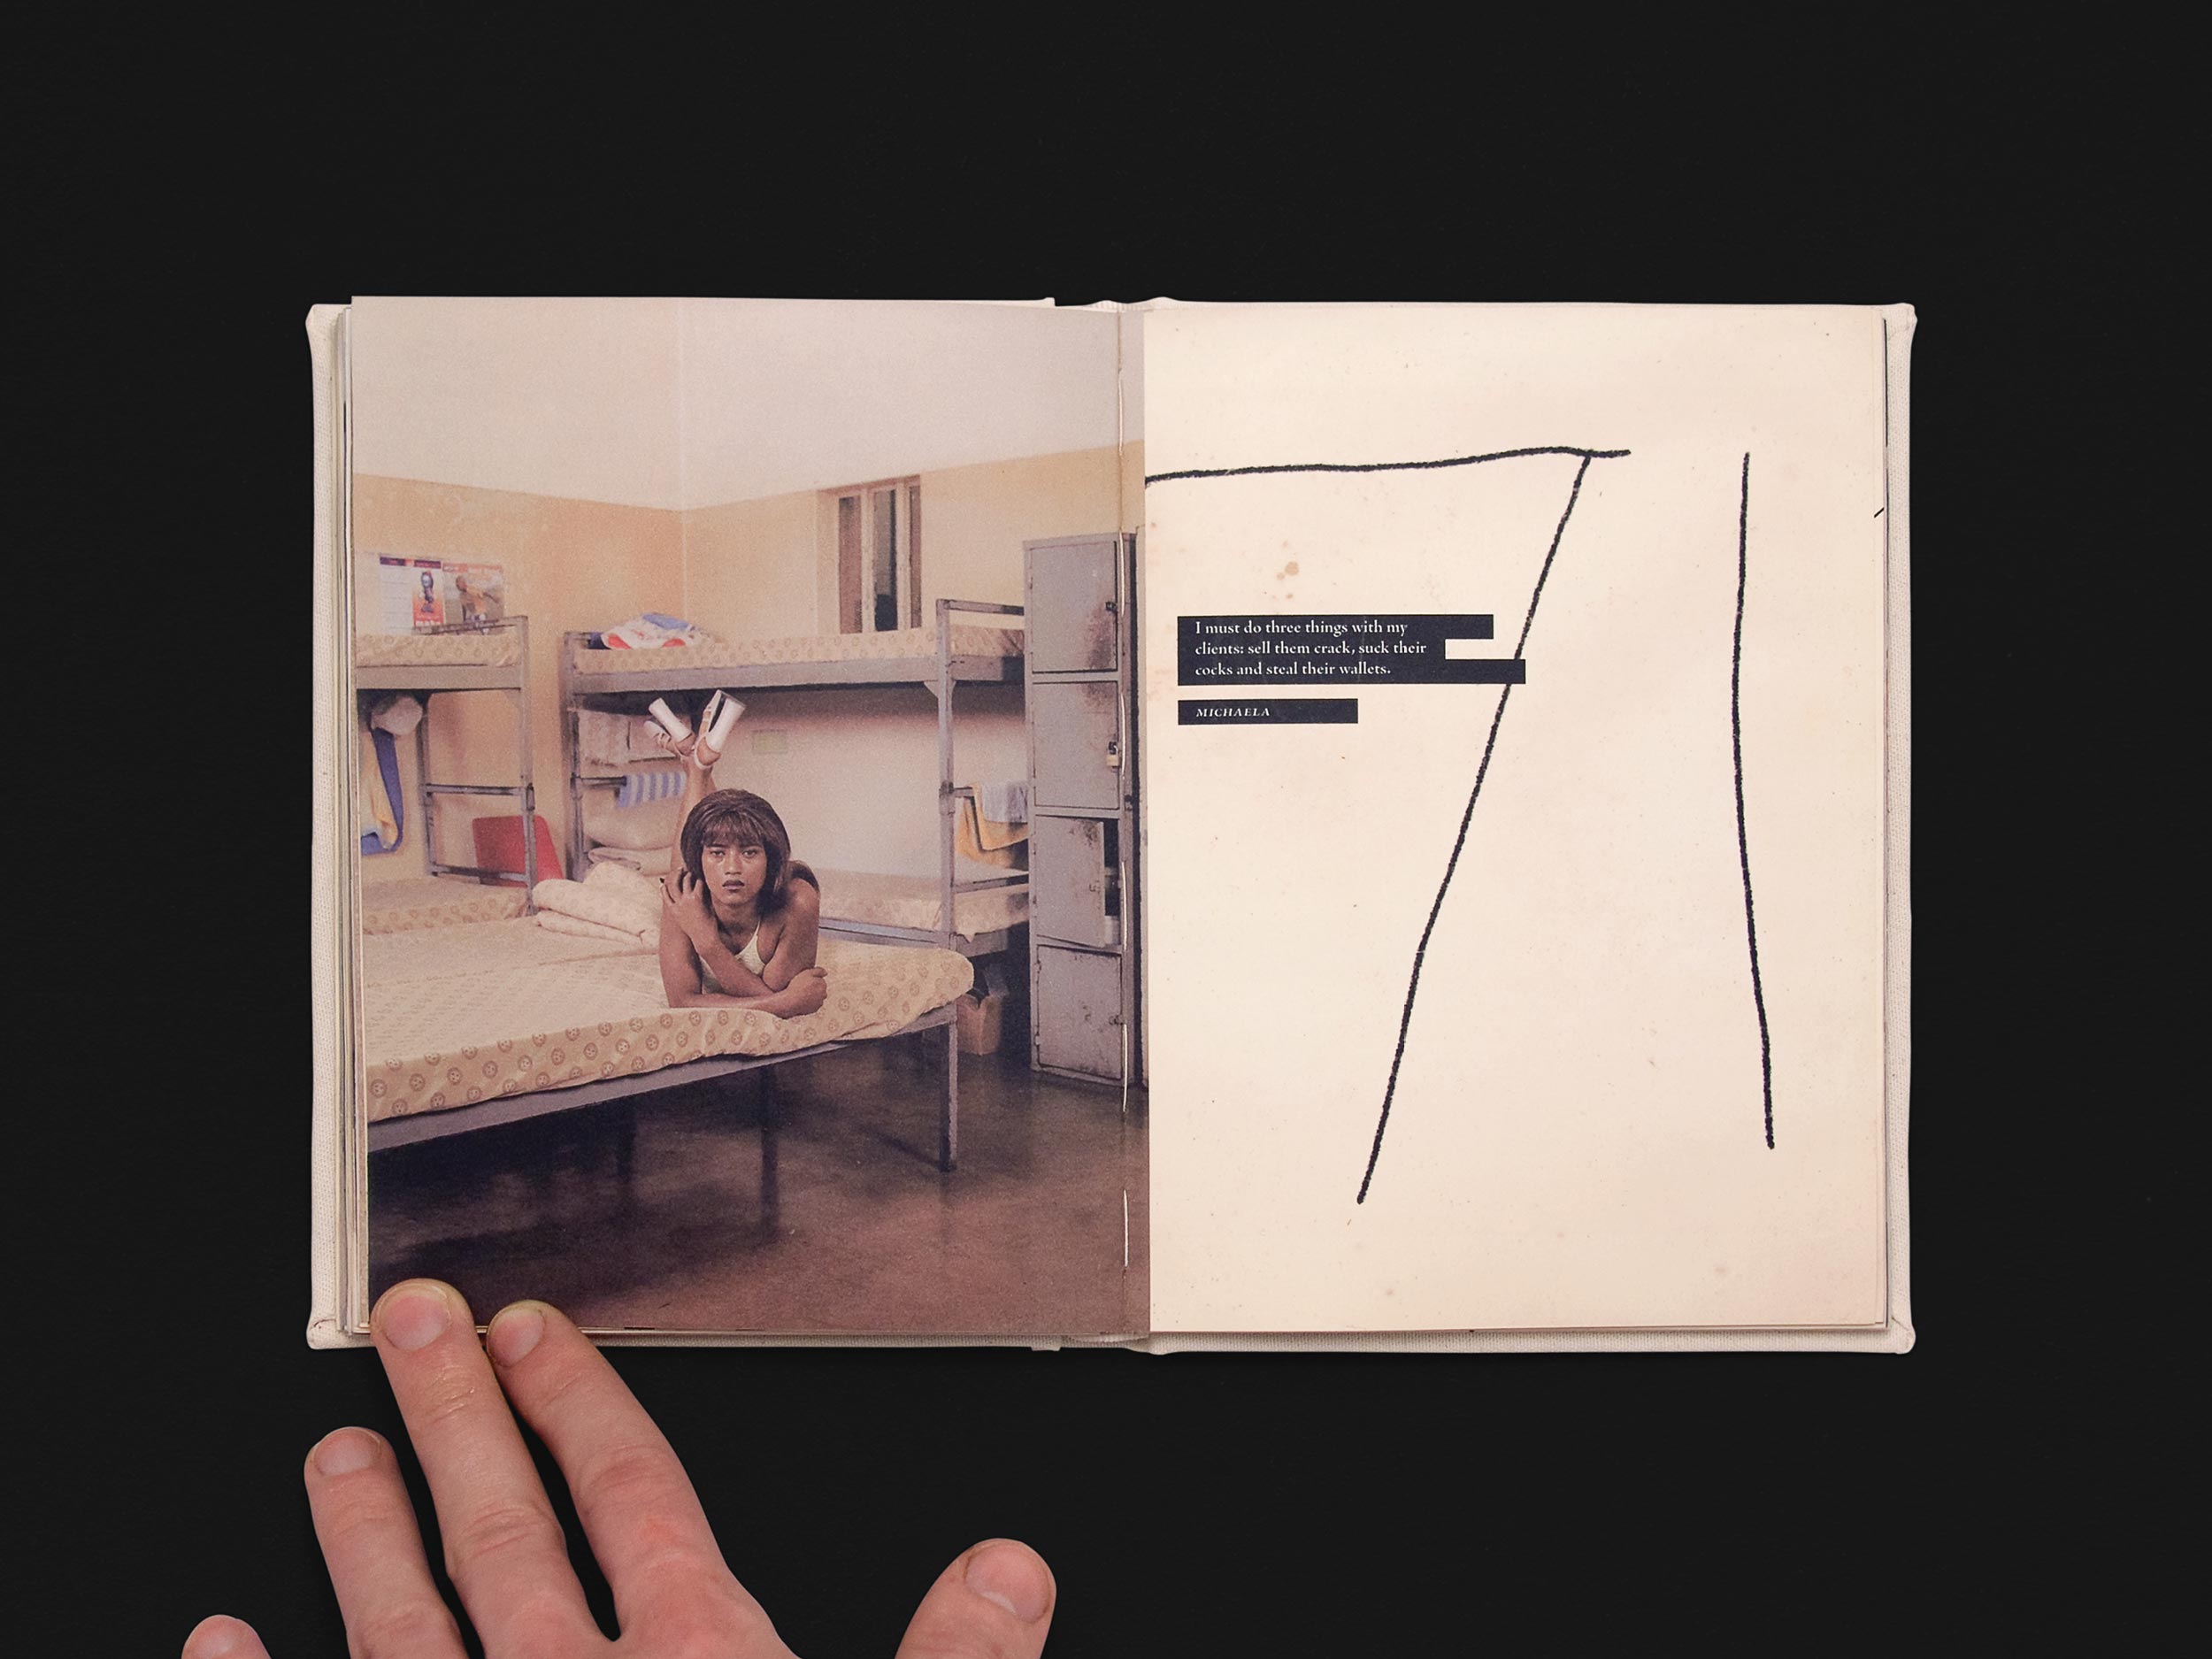 I must do three things with my
clients: sell them crack, suck their
cocks and steal their wallets.
MICHAELA